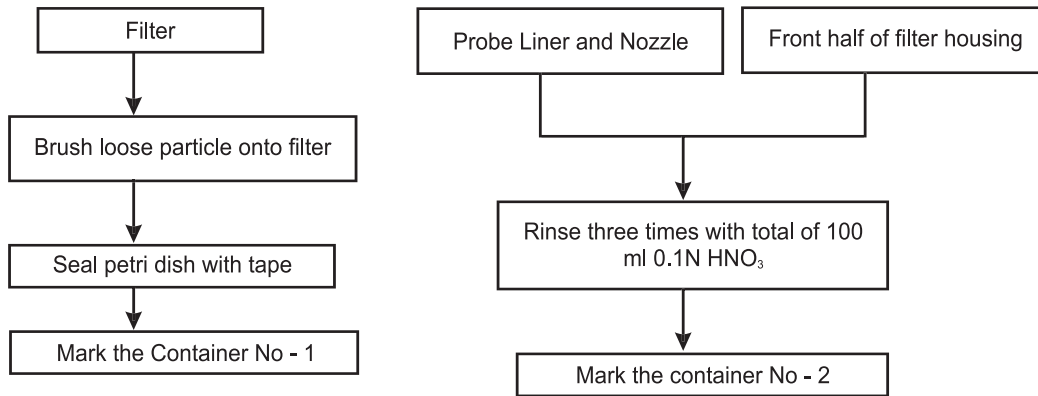 Filter
Brush loose particle onto filter
Seal petri dish with tape
Mark the Container No - 1
Probe Liner and Nozzle
Front half of filter housing
Rinse three times with total of 100
ml 0.1N HNO₃
Mark the container No - 2